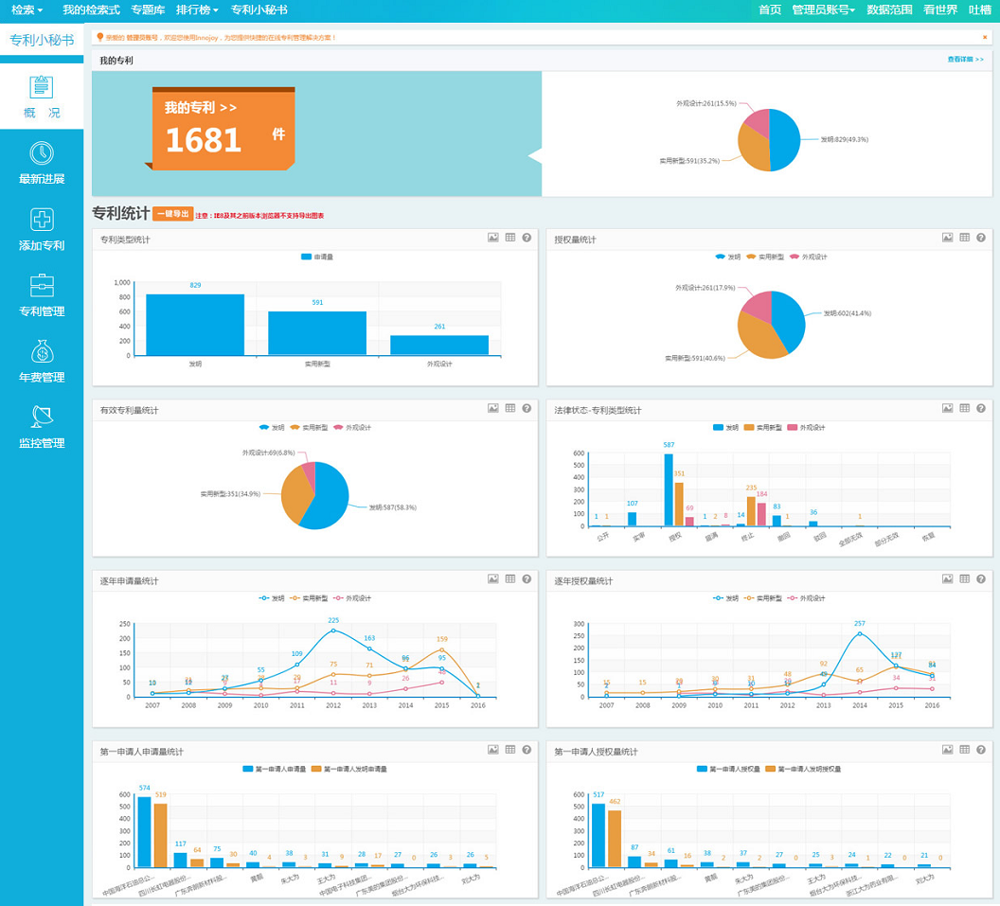 检索 我的检索式 专题库 排行榜 专利小秘书 首页 管理员账号 数据范围 看世界 吐槽
专利小秘书
概 况
最新进展
添加专利
专利管理
年费管理
监控管理
亲敬的 管理员账号，欢迎您使用Innojoy，为您提供快捷的在线专利管理解决方案！ ×
我的专利 查看详细 >>
我的专利 >>
1681 件
外观设计:261(15.5%)
发明:829(49.3%)
实用新型:591(35.2%)
专利统计 一键导出 注意：IE8及其之前版本浏览器不支持导出图表
专利类型统计
申请量
1,000
800
600
400
200
0
829
591
261
发明 实用新型 外观设计
授权量统计
发明 实用新型 外观设计
外观设计:261(17.9%)
发明:602(41.4%)
实用新型:591(40.6%)
有效专利量统计
发明 实用新型 外观设计
外观设计:69(6.8%)
实用新型:351(34.9%)
发明:587(58.3%)
法律状态-专利类型统计
发明 实用新型 外观设计
600
500
400
300
200
100
0
1 1 107 587 351 69 1 2 8 14 235 184 83 1 36 1
公开 实审 授权 届满 终止 撤回 驳回 全部无效 部分无效 恢复
逐年申请量统计
发明 实用新型 外观设计
250
200
150
100
50
0
55 109 225 163 96 95
75 71 159
17 11 9 26 48
2007 2008 2009 2010 2011 2012 2013 2014 2015 2016
逐年授权量统计
发明 实用新型 外观设计
300
250
200
150
100
50
0
15 15 31 48 92 65
257 127 84
34 31
2007 2008 2009 2010 2011 2012 2013 2014 2015 2016
第一申请人申请量统计
第一申请人申请量 第一申请人发明申请量
600
500
400
300
200
100
0
574 519 117 64 75 30 40 4 38 3 31 9 28 17 27 0 26 3 26 5
中国海洋石油总公... 四川长虹电器股份... 广东奔朗新材料股... 黄韬 朱大方 王大为 中国电子科技集团... 广东美的集团股份... 烟台大方环保科技... 刘大方
第一申请人授权量统计
第一申请人授权量 第一申请人发明授权量
600
500
400
300
200
100
0
517 462 87 34 61 16 38 2 37 2 27 0 25 3 24 1 22 0 21 0
中国海洋石油总公... 四川长虹电器股份... 广东奔朗新材料股... 黄韬 朱大方 广东美的集团股份... 王大为 烟台大方环保科技... 浙江大方药业有限... 刘大方